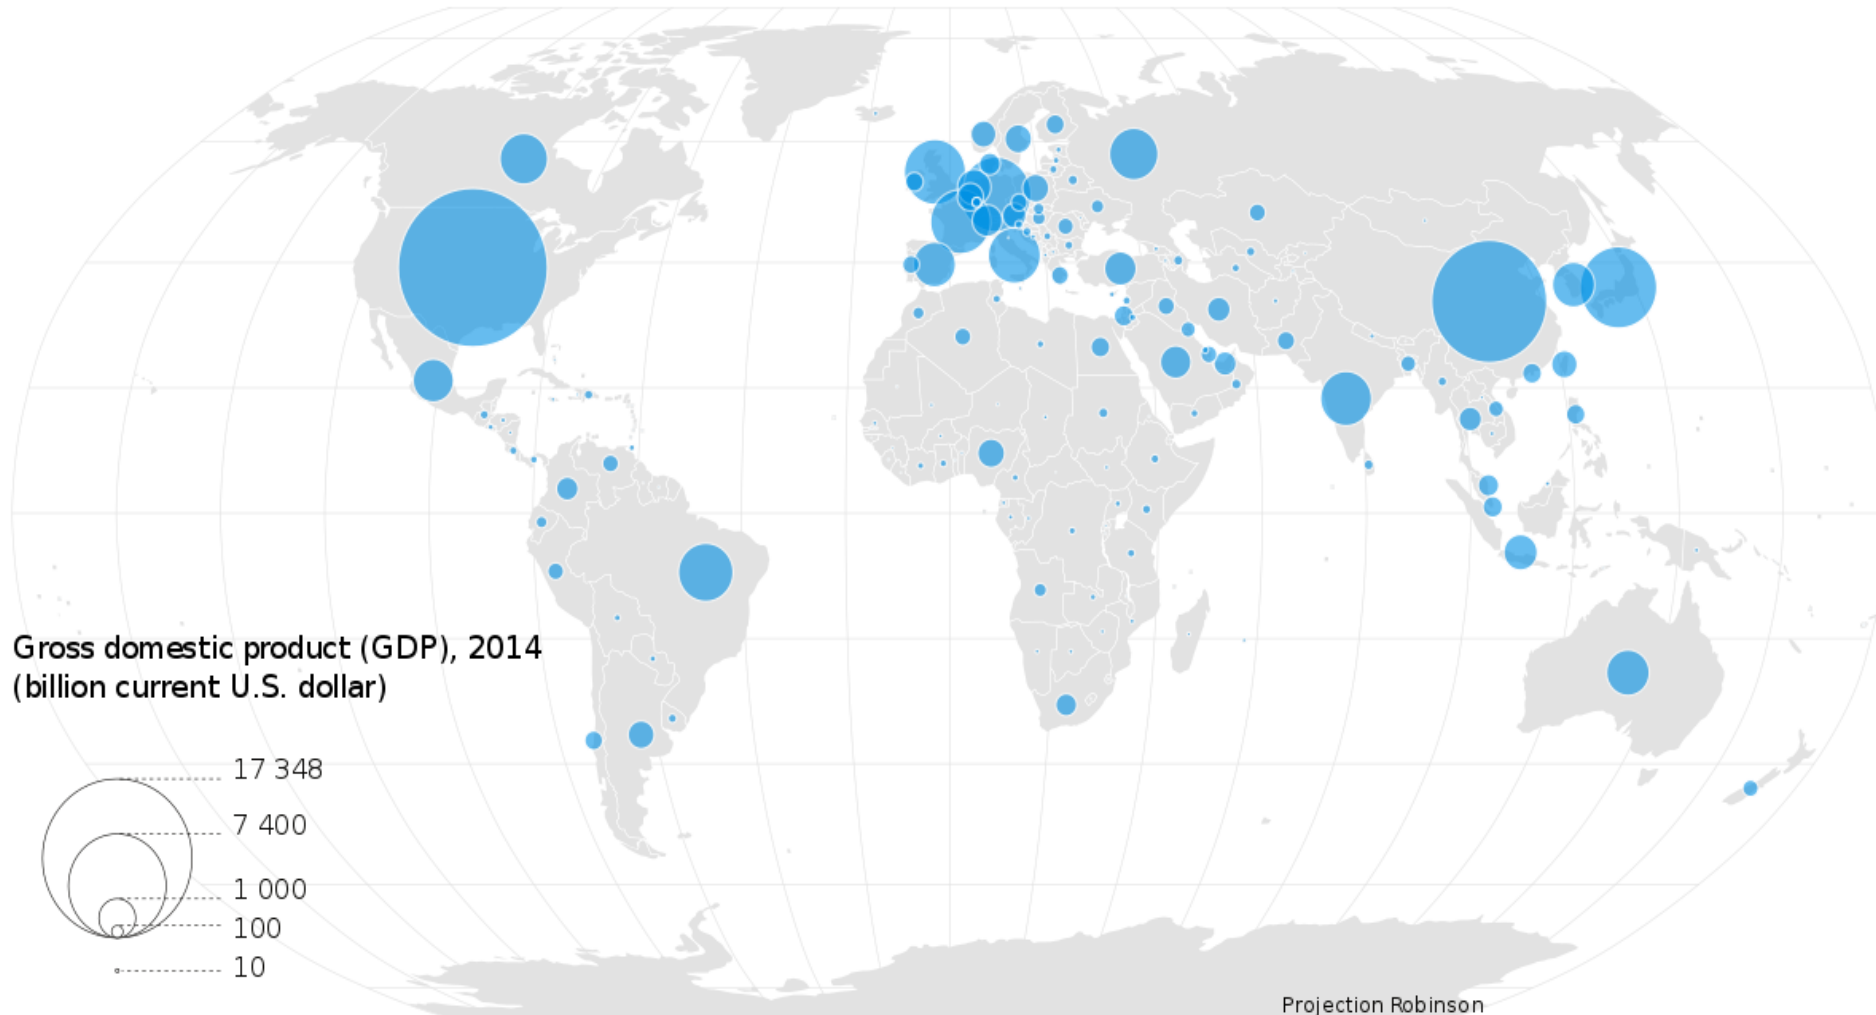 Gross domestic product (GDP), 2014
(billion current U.S. dollar)
17 348
7 400
1 000
100
10
Projection Robinson